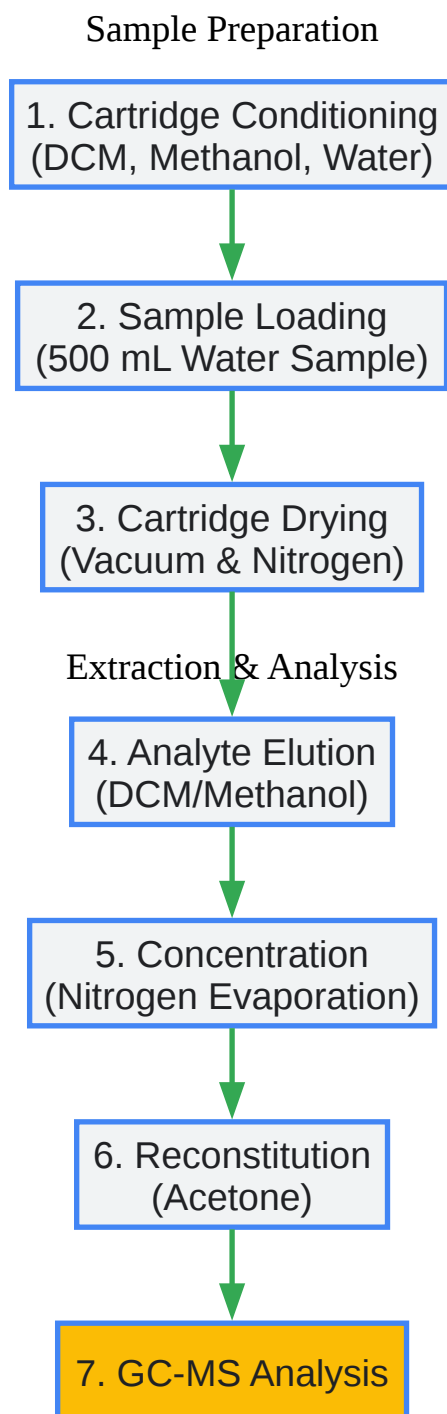 Sample Preparation
1. Cartridge Conditioning
(DCM, Methanol, Water)
2. Sample Loading
(500 mL Water Sample)
3. Cartridge Drying
(Vacuum & Nitrogen)
Extraction & Analysis
4. Analyte Elution
(DCM/Methanol)
5. Concentration
(Nitrogen Evaporation)
6. Reconstitution
(Acetone)
7. GC-MS Analysis